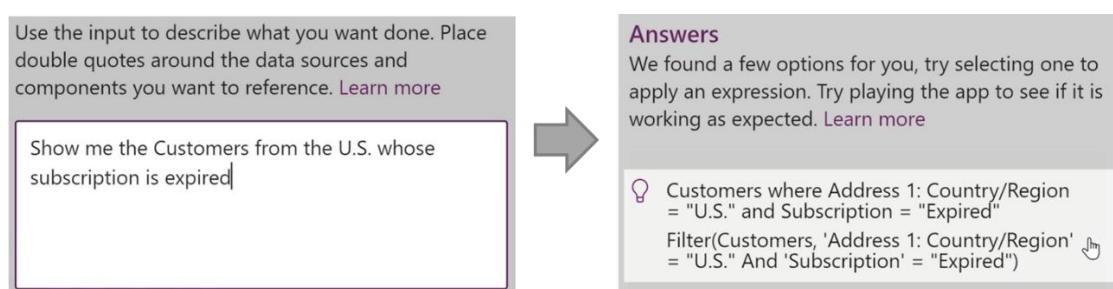 Use the input to describe what you want done. Place
double quotes around the data sources and
components you want to reference. Learn more
Show me the Customers from the U.S. whose
subscription is expired
Answers
We found a few options for you, try selecting one to
apply an expression. Try playing the app to see if it is
working as expected. Learn more
Customers where Address 1: Country/Region
= "U.S." and Subscription = "Expired"
Filter(Customers, 'Address 1: Country/Region'
= "U.S." And 'Subscription' = "Expired")